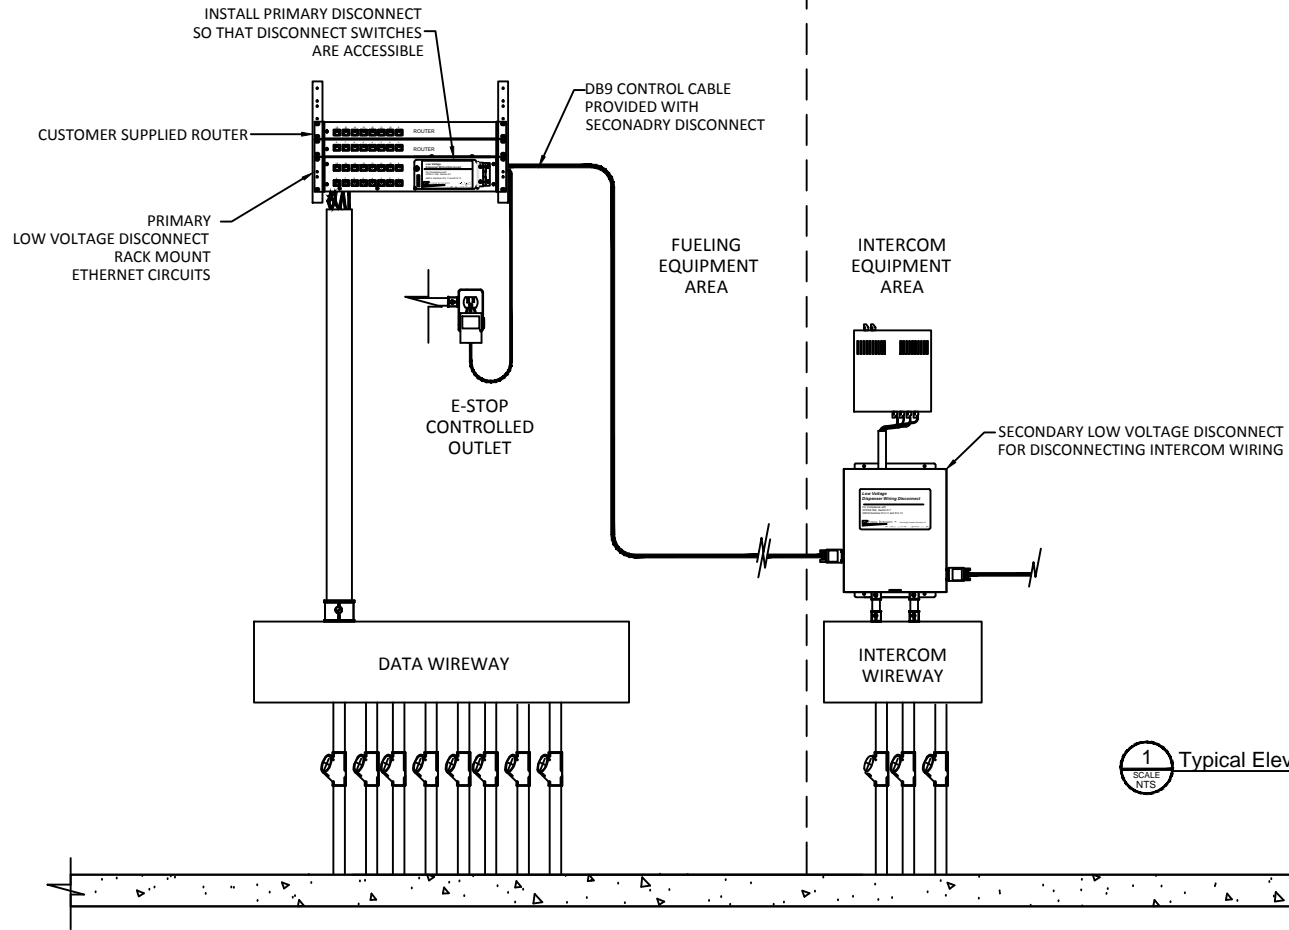 INSTALL PRIMARY DISCONNECT
SO THAT DISCONNECT SWITCHES
ARE ACCESSIBLE
DB9 CONTROL CABLE
PROVIDED WITH
SECONADRY DISCONNECT
CUSTOMER SUPPLIED ROUTER
ROUTER
ROUTER
Low Voltage
PRIMARY
LOW VOLTAGE DISCONNECT
RACK MOUNT
ETHERNET CIRCUITS
FUELING
EQUIPMENT
AREA
INTERCOM
EQUIPMENT
AREA
E-STOP
CONTROLLED
OUTLET
SECONDARY LOW VOLTAGE DISCONNECT
FOR DISCONNECTING INTERCOM WIRING
Low Voltage
Dispenser Wiring Disconnect
DATA WIREWAY
INTERCOM
WIREWAY
1
SCALE
NTS
Typical Elev